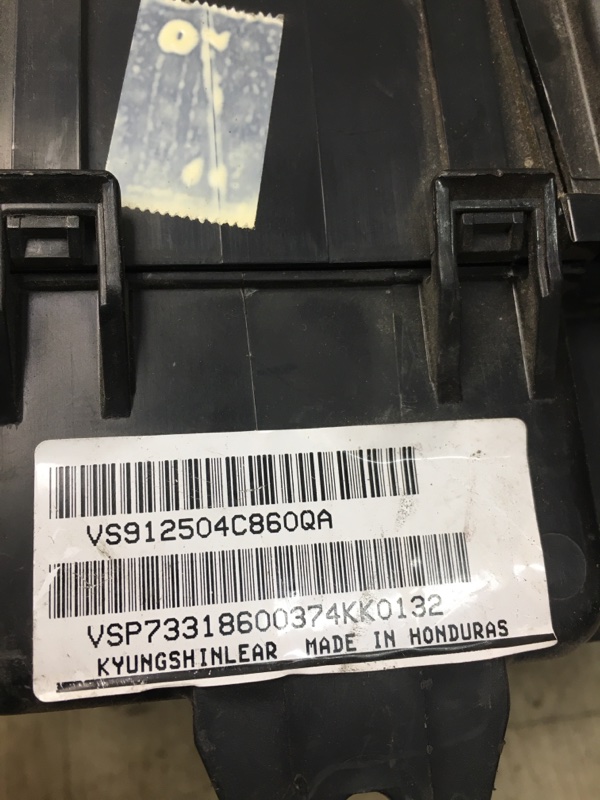 VS912504C860QA
VSP73318600374KK0132
KYUNGSHINLEAR MADE IN HONDURAS